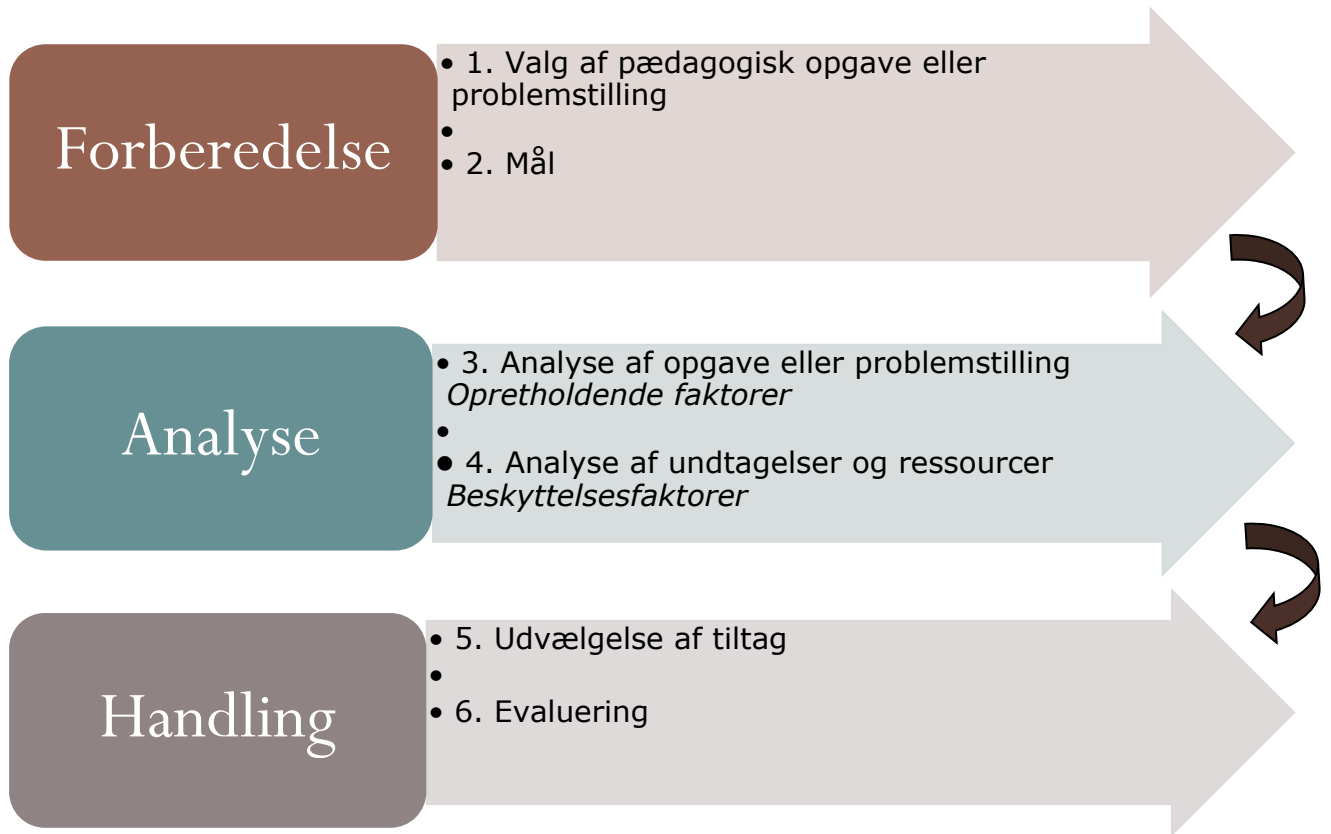 Forberedelse
• 1. Valg af pædagogisk opgave eller
problemstilling
•
• 2. Mål
Analyse
• 3. Analyse af opgave eller problemstilling
Opretholdende faktorer
•
• 4. Analyse af undtagelser og ressourcer
Beskyttelsesfaktorer
Handling
• 5. Udvælgelse af tiltag
•
• 6. Evaluering